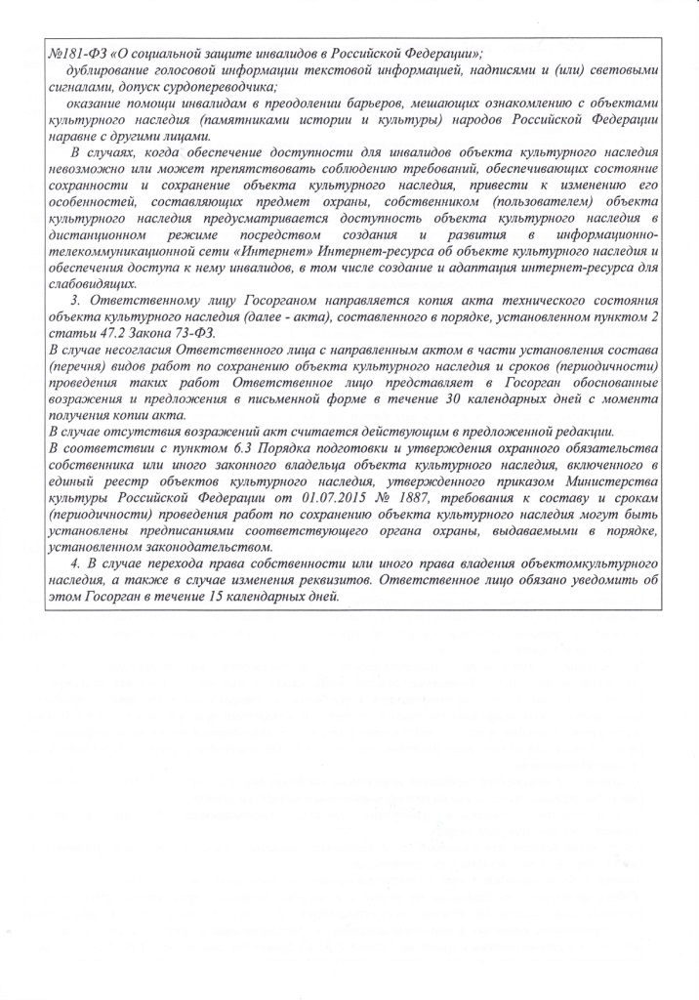 №181-ФЗ «О социальной защите инвалидов в Российской Федерации»;
дублирование голосовой информации текстовой информацией, надписями и (или) световыми
сигналами, допуск сурдопереводчика;
оказание помощи инвалидам в преодолении барьеров, мешающих ознакомлению с объектами
культурного наследия (памятниками истории и культуры) народов Российской Федерации
наравне с другими лицами.
В случаях, когда обеспечение доступности для инвалидов объекта культурного наследия
невозможно или может препятствовать соблюдению требований, обеспечивающих состояние
сохранности и сохранение объекта культурного наследия, привести к изменению его
особенностей, составляющих предмет охраны, собственником (пользователем) объекта
культурного наследия предусматривается доступность объекта культурного наследия в
дистанционном режиме посредством создания и развития в информационно-
телекоммуникационной сети «Интернет» Интернет-ресурса об объекте культурного наследия и
обеспечения доступа к нему инвалидов, в том числе создание и адаптация интернет-ресурса для
слабовидящих.
3. Ответственному лицу Госорганом направляется копия акта технического состояния
объекта культурного наследия (далее - акта), составленного в порядке, установленном пунктом 2
статьи 47.2 Закона 73-ФЗ.
В случае несогласия Ответственного лица с направленным актом в части установления состава
(перечня) видов работ по сохранению объекта культурного наследия и сроков (периодичности)
проведения таких работ Ответственное лицо представляет в Госорган обоснованные
возражения и предложения в письменной форме в течение 30 календарных дней с момента
получения копии акта.
В случае отсутствия возражений акт считается действующим в предложенной редакции.
В соответствии с пунктом 6.3 Порядка подготовки и утверждения охранного обязательства
собственника или иного законного владельца объекта культурного наследия, включенного в
единый реестр объектов культурного наследия, утвержденного приказом Министерства
культуры Российской Федерации от 01.07.2015 № 1887, требования к составу и срокам
(периодичности) проведения работ по сохранению объекта культурного наследия могут быть
установлены предписаниями соответствующего органа охраны, выдаваемыми в порядке,
установленном законодательством.
4. В случае перехода права собственности или иного права владения объектомкультурного
наследия, а также в случае изменения реквизитов. Ответственное лицо обязано уведомить об
этом Госорган в течение 15 календарных дней.